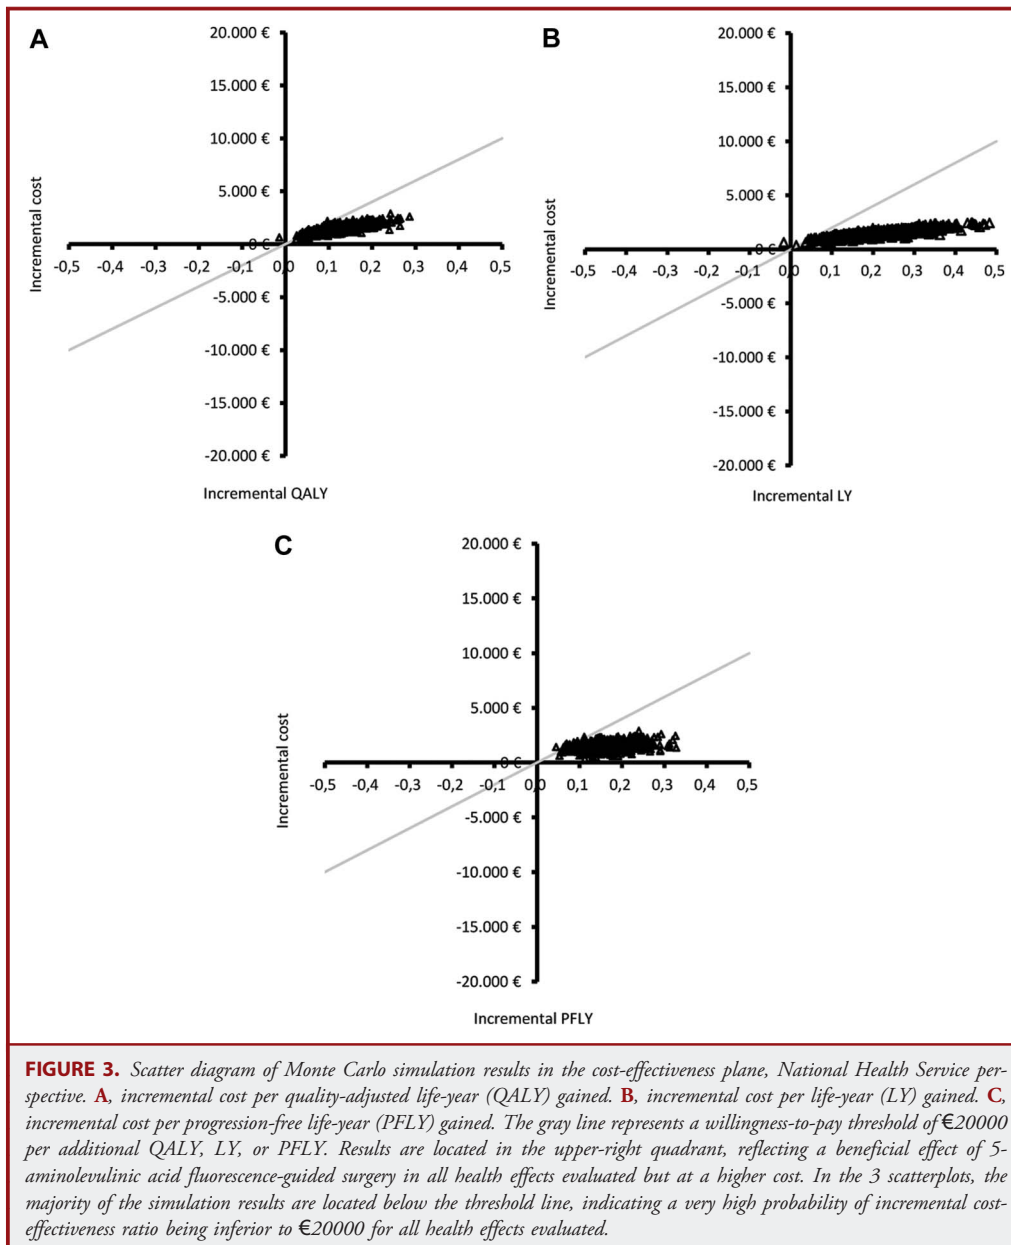 A
20.000 €
15.000 €
10.000 €
5.000 €
0 €
-5.000 €
-10.000 €
-15.000 €
-20.000 €
-0,5 -0,4 -0,3 -0,2 -0,1 0,0 0,1 0,2 0,3 0,4 0,5
Incremental cost
Incremental QALY
B
20.000 €
15.000 €
10.000 €
5.000 €
0 €
-5.000 €
-10.000 €
-15.000 €
-20.000 €
-0,5 -0,4 -0,3 -0,2 -0,1 0,0 0,1 0,2 0,3 0,4 0,5
Incremental cost
Incremental LY
C
20.000 €
15.000 €
10.000 €
5.000 €
0 €
-5.000 €
-10.000 €
-15.000 €
-20.000 €
-0,5 -0,4 -0,3 -0,2 -0,1 0,0 0,1 0,2 0,3 0,4 0,5
Incremental cost
Incremental PFLY
FIGURE 3. Scatter diagram of Monte Carlo simulation results in the cost-effectiveness plane, National Health Service per-
spective. A, incremental cost per quality-adjusted life-year (QALY) gained. B, incremental cost per life-year (LY) gained. C,
incremental cost per progression-free life-year (PFLY) gained. The gray line represents a willingness-to-pay threshold of €20000
per additional QALY, LY, or PFLY. Results are located in the upper-right quadrant, reflecting a beneficial effect of 5-
aminolevulinic acid fluorescence-guided surgery in all health effects evaluated but at a higher cost. In the 3 scatterplots, the
majority of the simulation results are located below the threshold line, indicating a very high probability of incremental cost-
effectiveness ratio being inferior to €20000 for all health effects evaluated.